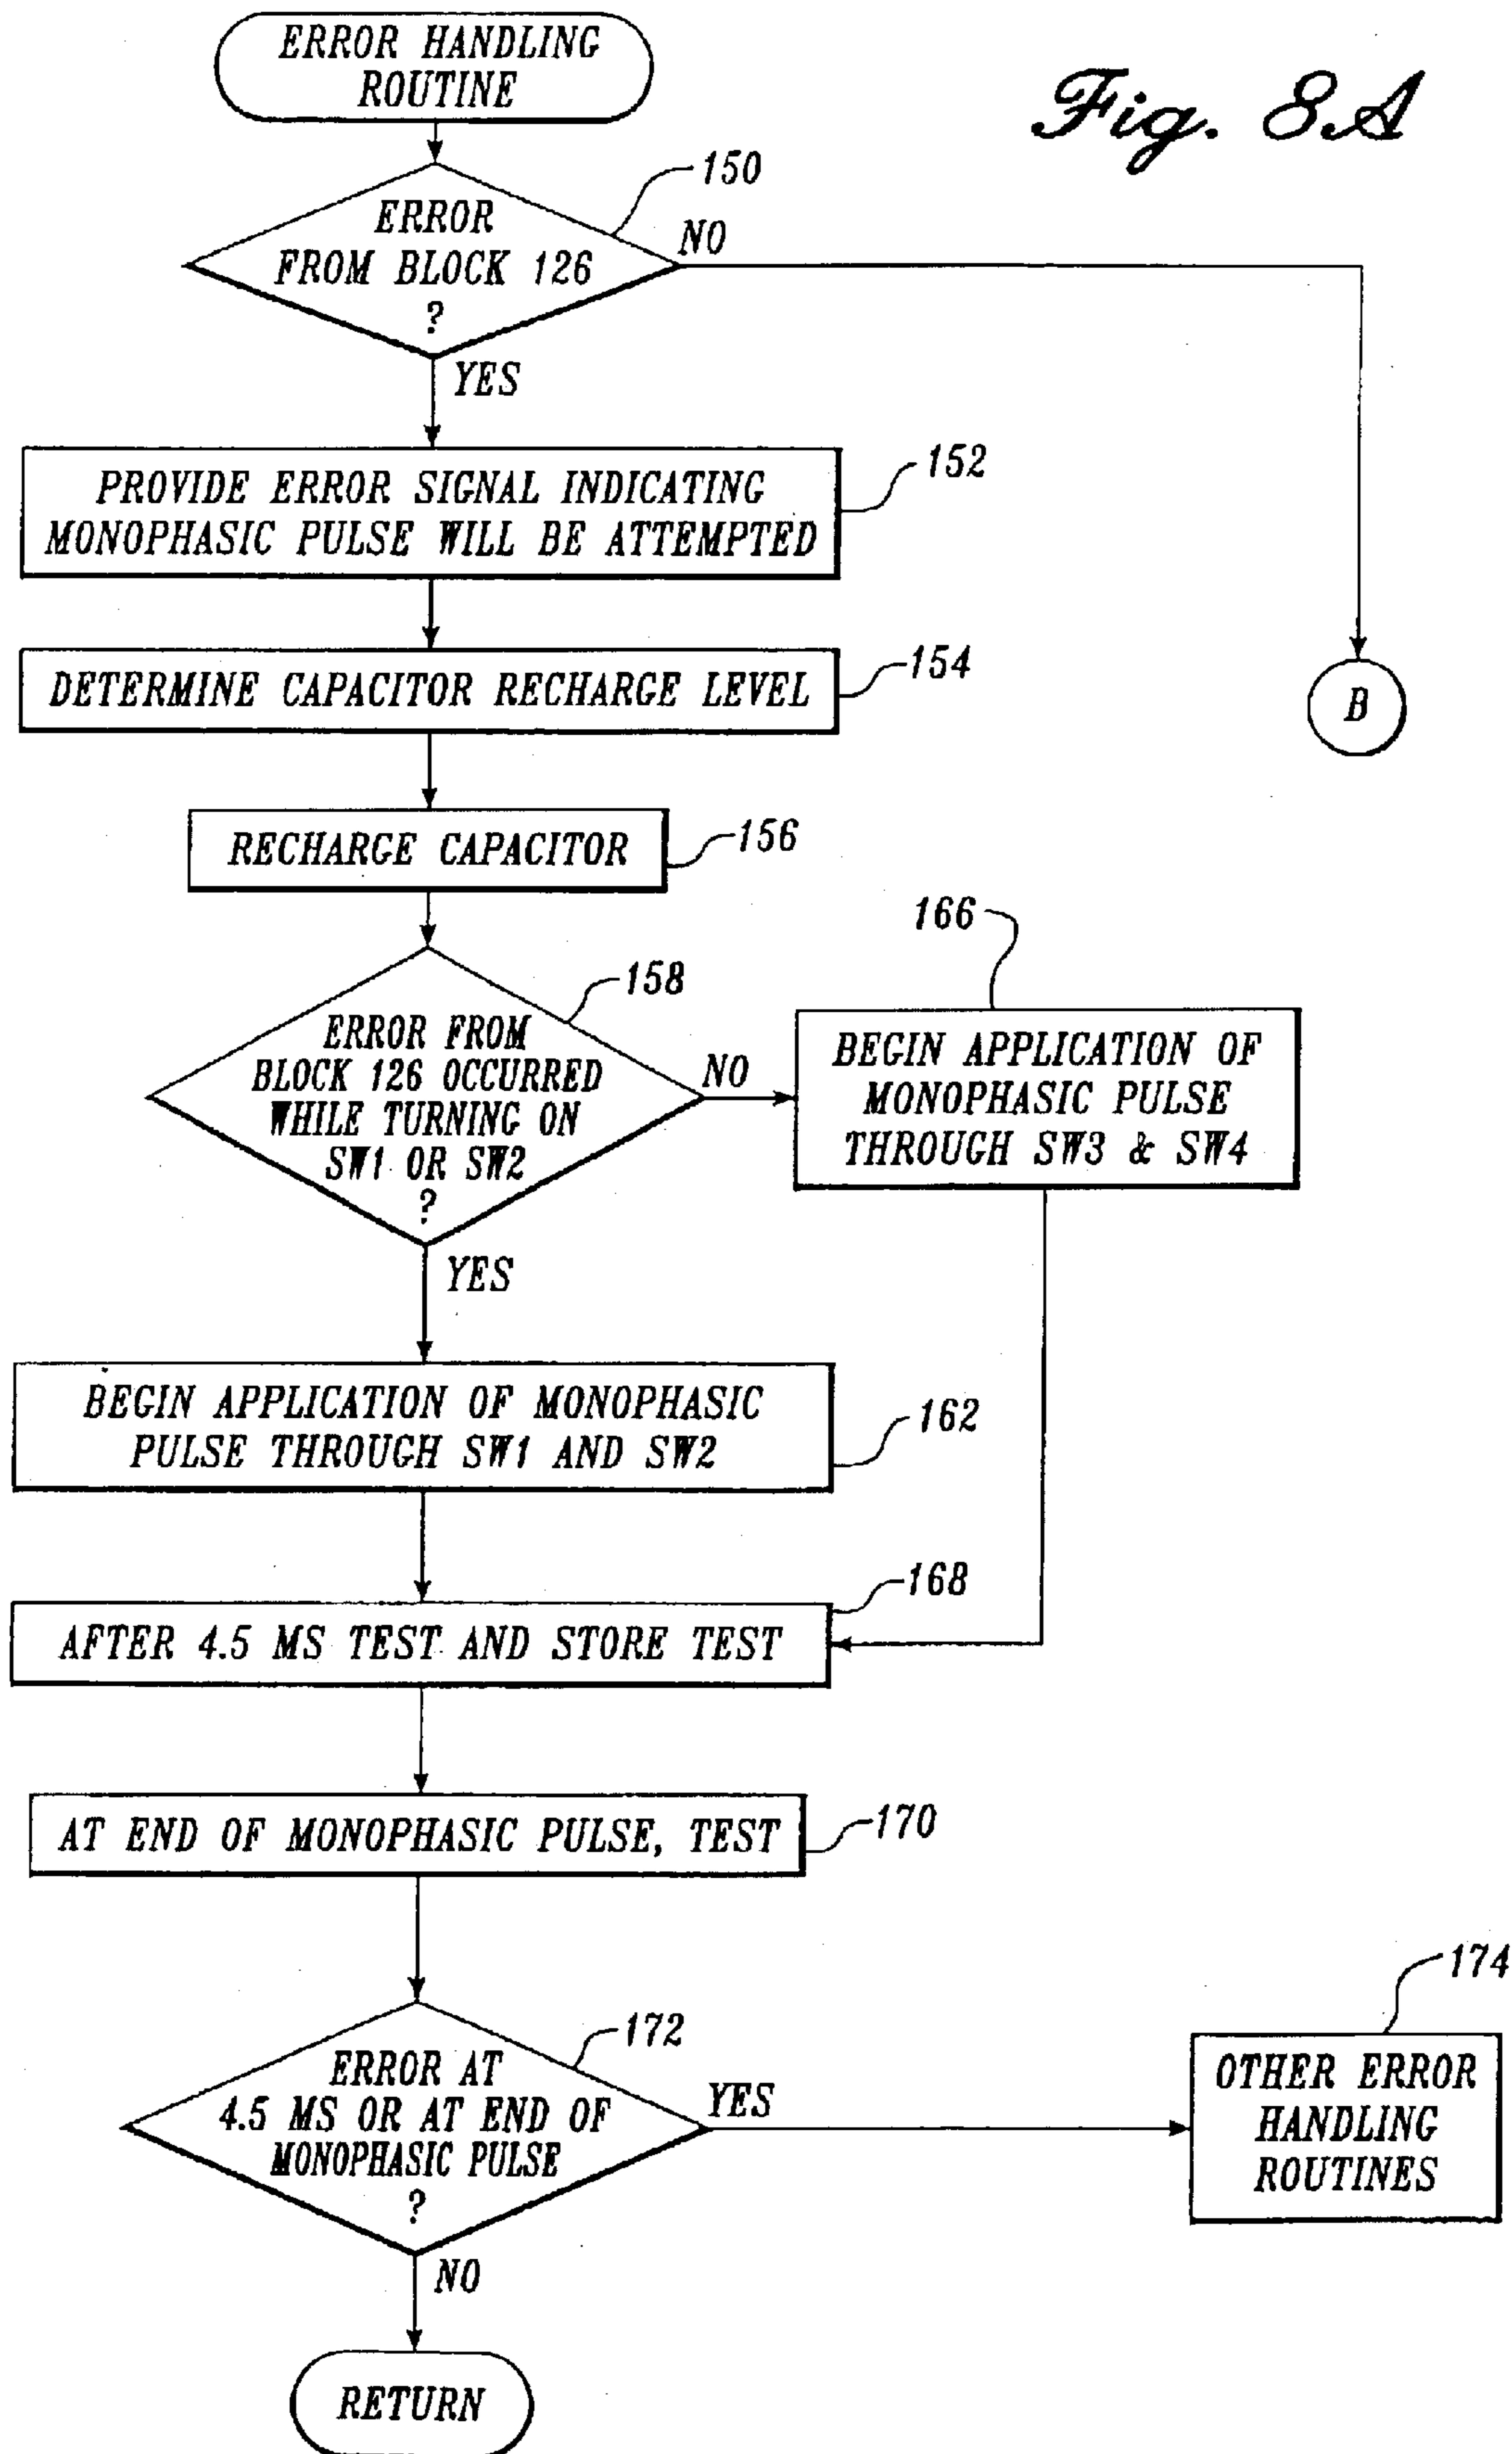 ERROR HANDLING
ROUTINE
Fig. 8A
150
ERROR
FROM BLOCK 126
?
NO
YES
152
PROVIDE ERROR SIGNAL INDICATING
MONOPHASIC PULSE WILL BE ATTEMPTED
154
DETERMINE CAPACITOR RECHARGE LEVEL
B
156
RECHARGE CAPACITOR
158
ERROR FROM
BLOCK 126 OCCURRED
WHILE TURNING ON
SW1 OR SW2
?
NO
166
BEGIN APPLICATION OF
MONOPHASIC PULSE
THROUGH SW3 & SW4
YES
BEGIN APPLICATION OF MONOPHASIC
PULSE THROUGH SW1 AND SW2
162
168
AFTER 4.5 MS TEST AND STORE TEST
AT END OF MONOPHASIC PULSE, TEST
170
172
ERROR AT
4.5 MS OR AT END OF
MONOPHASIC PULSE
?
YES
174
OTHER ERROR
HANDLING
ROUTINES
NO
RETURN